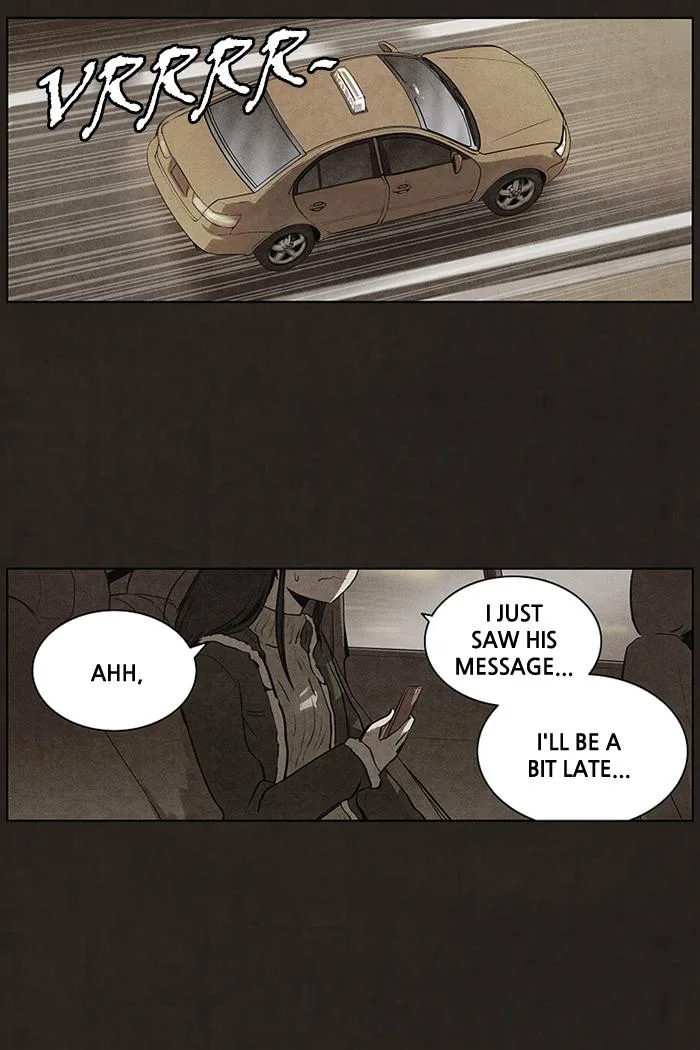 VRRRR-
AHH,
I JUST
SAW HIS
MESSAGE...
I'LL BE A
BIT LATE...